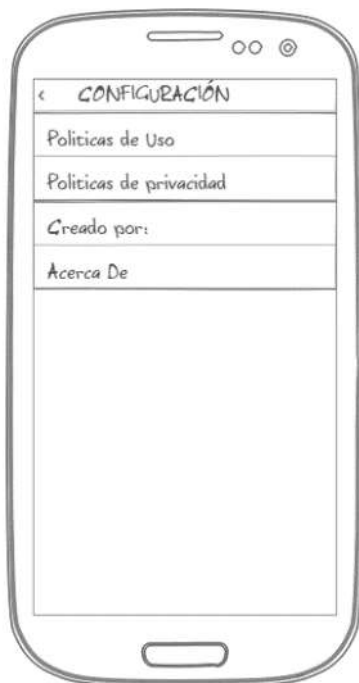 ‹ CONFIGURACIÓN
Politicas de Uso
Politicas de privacidad
Creado por:
Acerca De